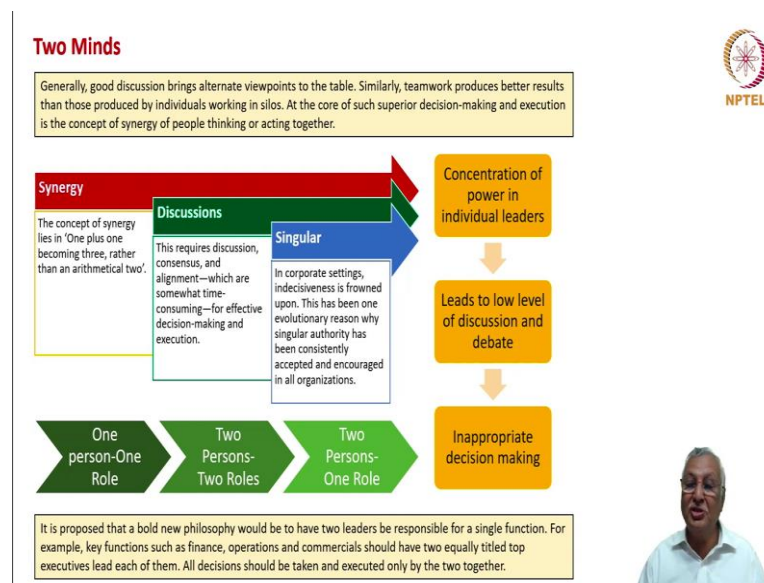 Two Minds
NPTEL
Generally, good discussion brings alternate viewpoints to the table. Similarly, teamwork produces better results
than those produced by individuals working in silos. At the core of such superior decision-making and execution
is the concept of synergy of people thinking or acting together.
Synergy
The concept of synergy
lies in ‘One plus one
becoming three, rather
than an arithmetical two’.
Discussions
This requires discussion,
consensus, and
alignment—which are
somewhat time-
consuming—for effective
decision-making and
execution.
Singular
In corporate settings,
indecisiveness is frowned
upon. This has been one
evolutionary reason why
singular authority has
been consistently
accepted and encouraged
in all organizations.
Concentration of
power in
individual leaders
Leads to low level
of discussion and
debate
Inappropriate
decision making
One
person-One
Role
Two
Persons-
Two Roles
Two
Persons-
One Role
It is proposed that a bold new philosophy would be to have two leaders be responsible for a single function. For
example, key functions such as finance, operations and commercials should have two equally titled top
executives lead each of them. All decisions should be taken and executed only by the two together.